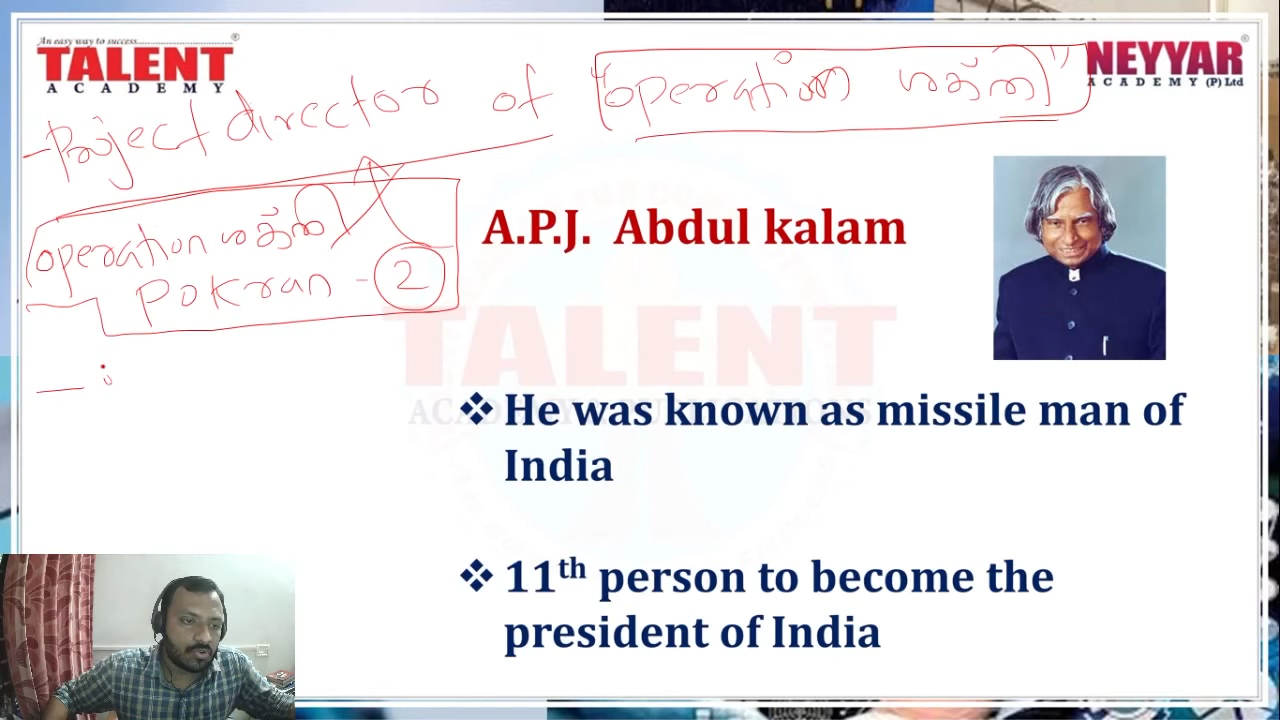 An easy way to success.....................
TALENT
ACADEMY
NEYYAR
ACADEMY (P) Ltd
-Project director of "operation ശക്തി"
operation ശക്തി
Pokran - 2
A.P.J. Abdul kalam
TALENT
❖ He was known as missile man of
India
❖ 11th person to become the
president of India